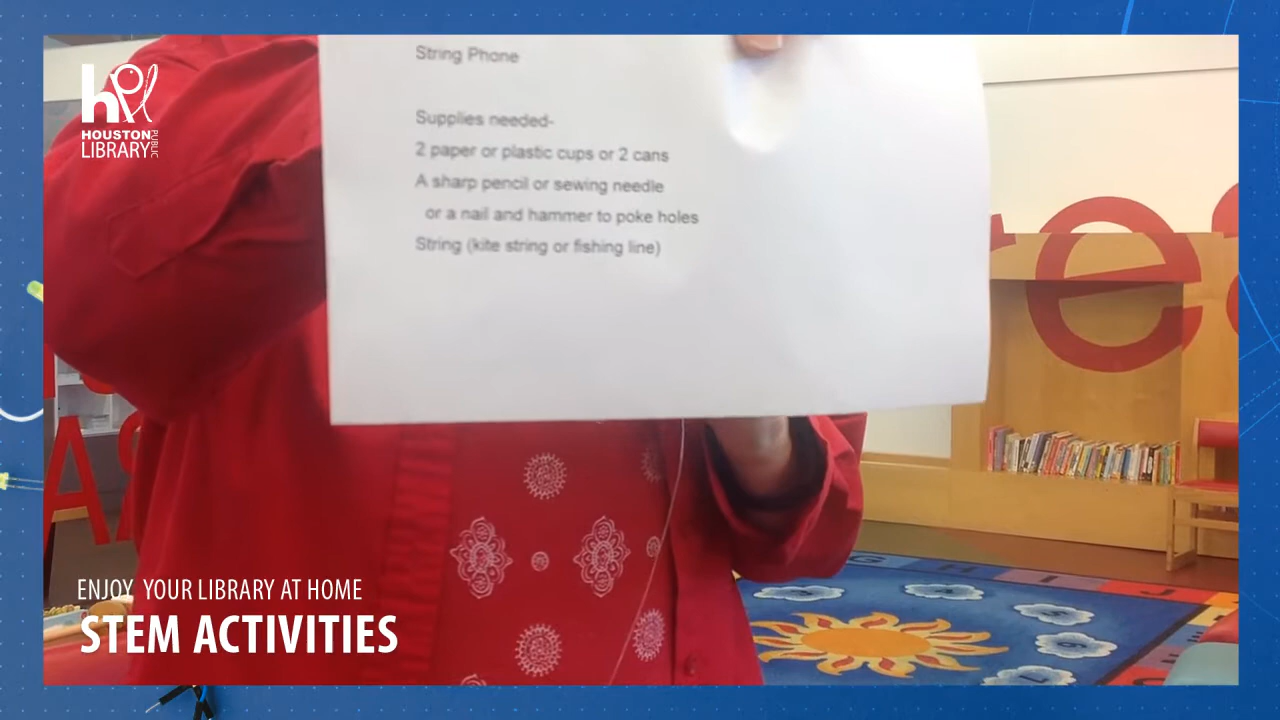 hpl
HOUSTON
LIBRARY
PUBLIC
String Phone
Supplies needed-
2 paper or plastic cups or 2 cans
A sharp pencil or sewing needle
or a nail and hammer to poke holes
String (kite string or fishing line)
ENJOY YOUR LIBRARY AT HOME
STEM ACTIVITIES